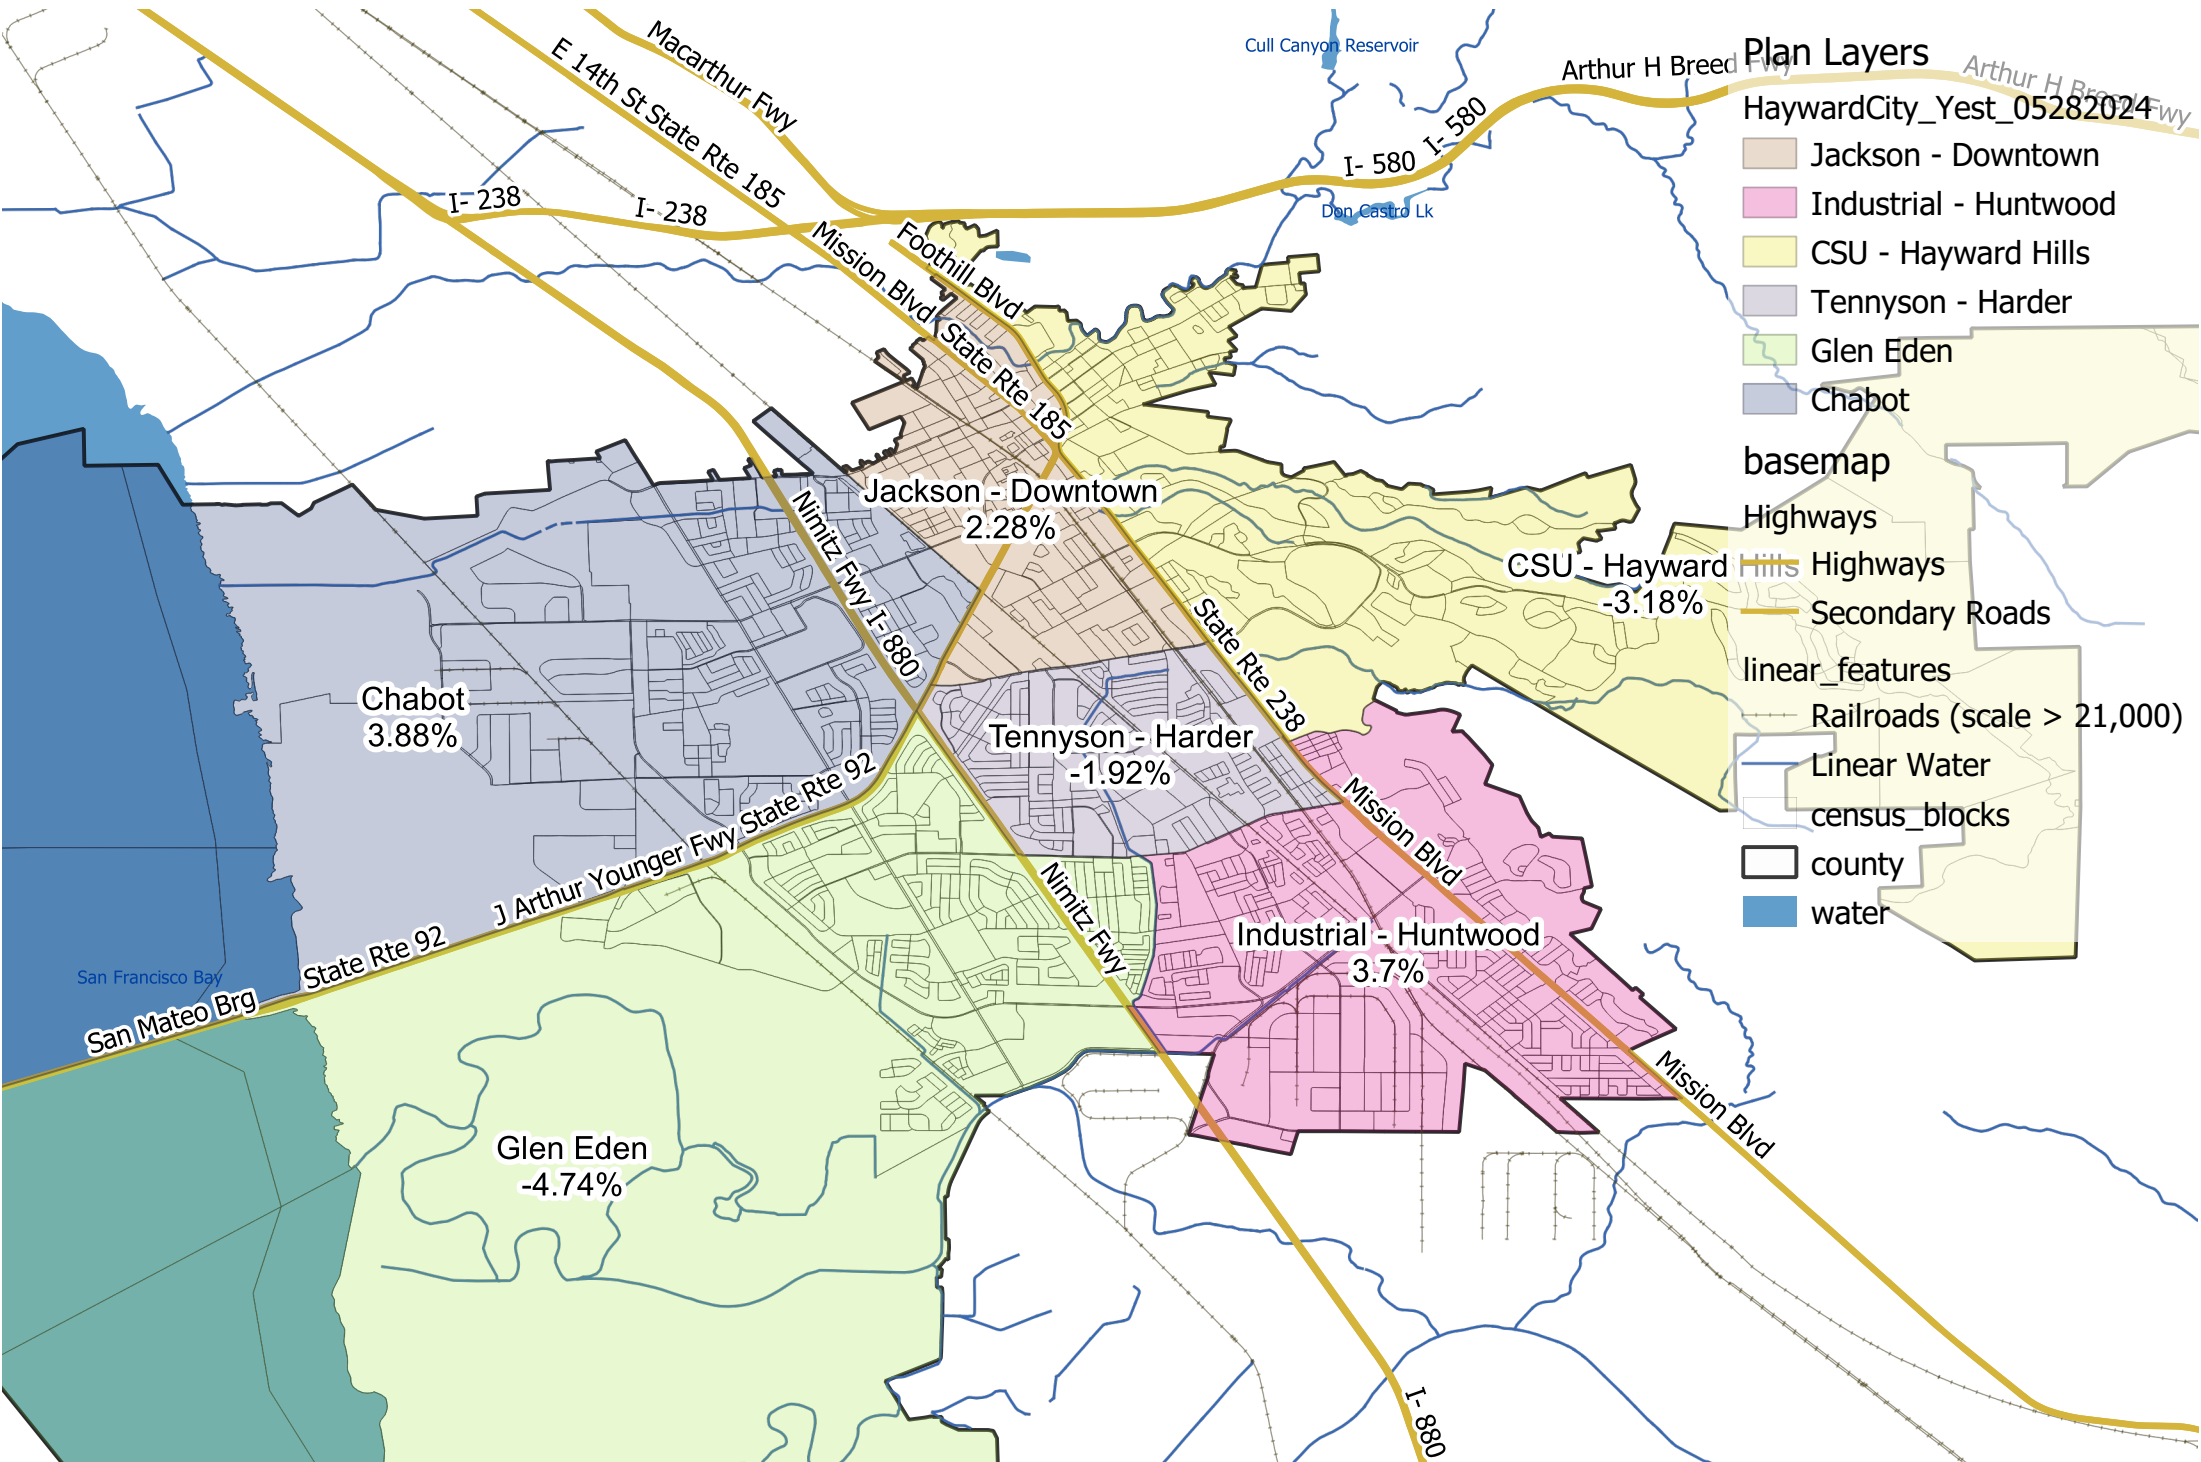 Macarthur Fwy
E 14th St
State Rte 185
Cull Canyon Reservoir
Arthur H Breed Fwy
Arthur H Breed Fwy
I- 580
I- 580
I- 238
I- 238
Don Castro Lk
Mission Blvd
Foothill Blvd
State Rte 185
Plan Layers
HaywardCity_Yest_05282024
Jackson - Downtown
Industrial - Huntwood
CSU - Hayward Hills
Tennyson - Harder
Glen Eden
Chabot
basemap
Highways
Highways
Secondary Roads
linear_features
Railroads (scale > 21,000)
Linear Water
census_blocks
county
water
Jackson - Downtown
2.28%
Nimitz Fwy
I- 880
CSU - Hayward Hills
-3.18%
State Rte 238
Chabot
3.88%
Tennyson - Harder
-1.92%
State Rte 92
J Arthur Younger Fwy
Mission Blvd
Nimitz Fwy
Industrial - Huntwood
3.7%
State Rte 92
San Francisco Bay
San Mateo Brg
Mission Blvd
Glen Eden
-4.74%
I- 880